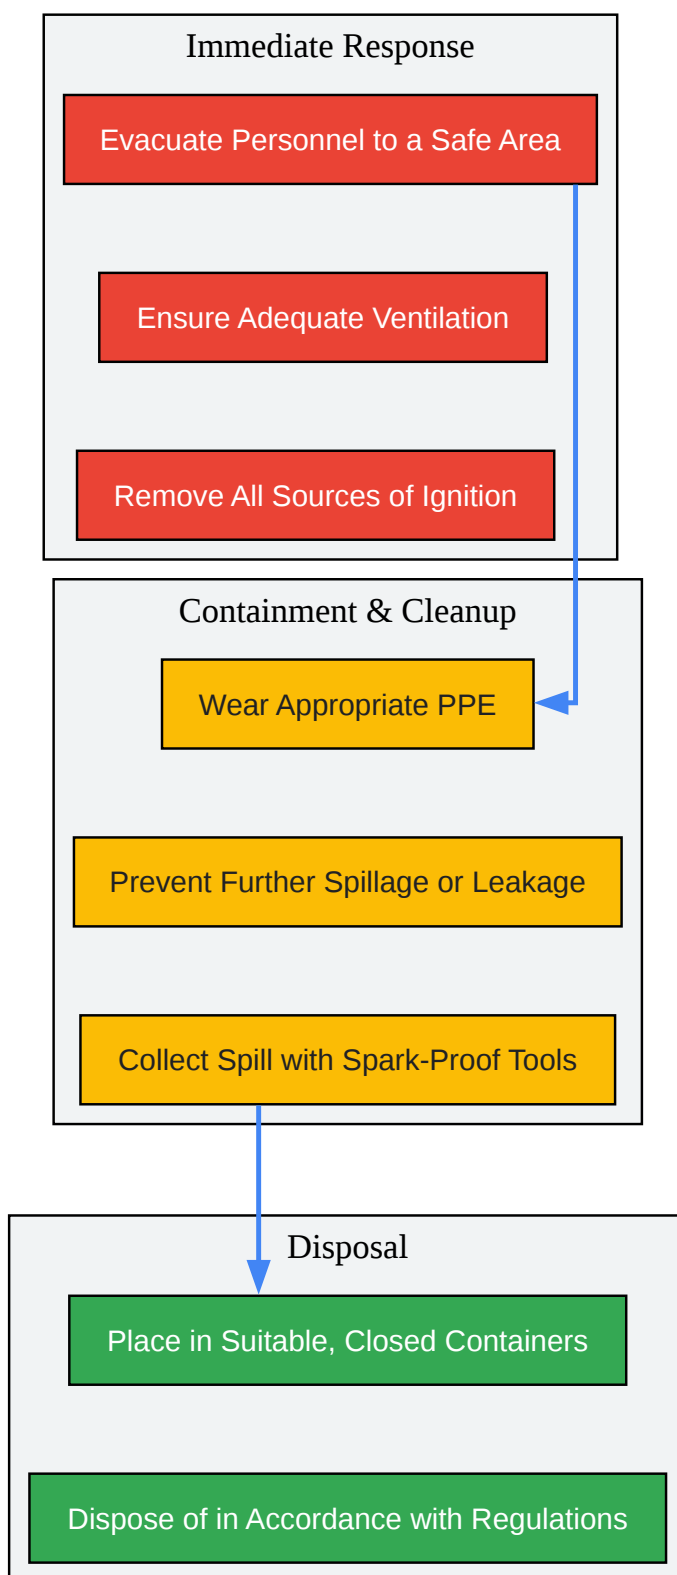 Immediate Response
Evacuate Personnel to a Safe Area
Ensure Adequate Ventilation
Remove All Sources of Ignition
Containment & Cleanup
Wear Appropriate PPE
Prevent Further Spillage or Leakage
Collect Spill with Spark-Proof Tools
Disposal
Place in Suitable, Closed Containers
Dispose of in Accordance with Regulations